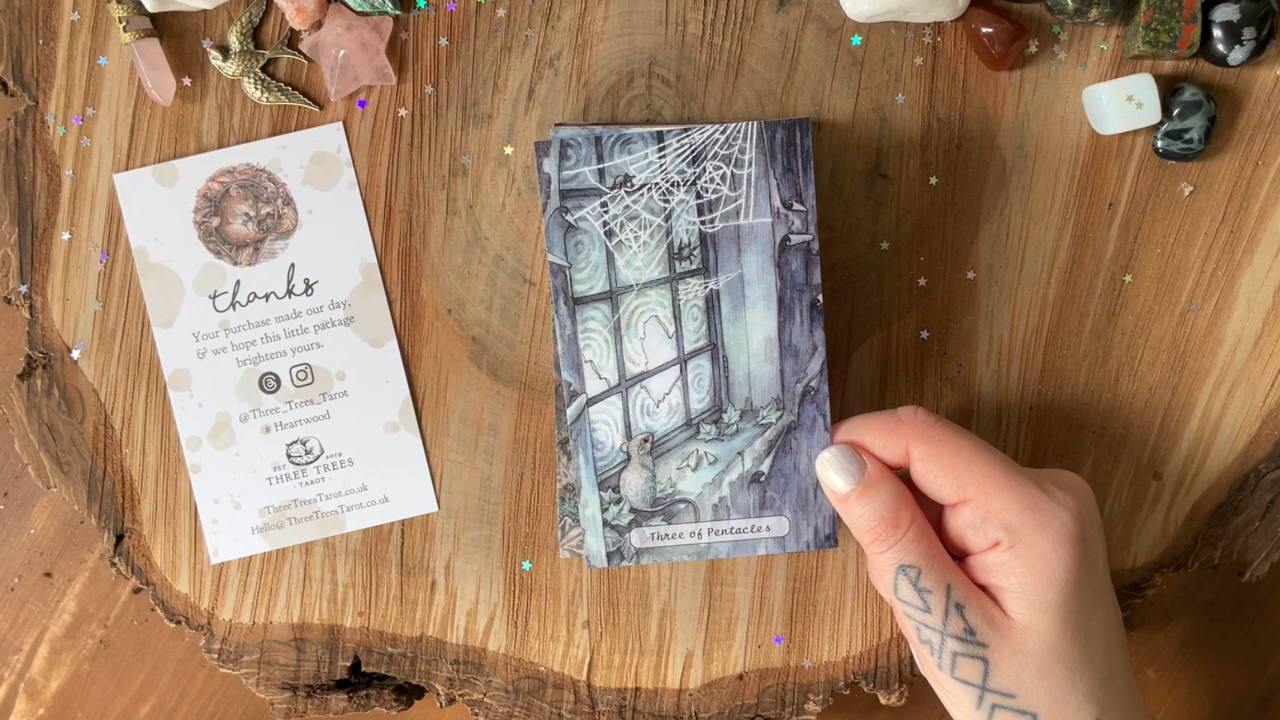 thanks
Your purchase made our day,
& we hope this little package
brightens yours.
@Three_Trees_Tarot
# Heartwood
EST. 2019
THREE TREES
· TAROT ·
ThreeTreesTarot.co.uk
Hello@ThreeTreesTarot.co.uk
Three of Pentacles